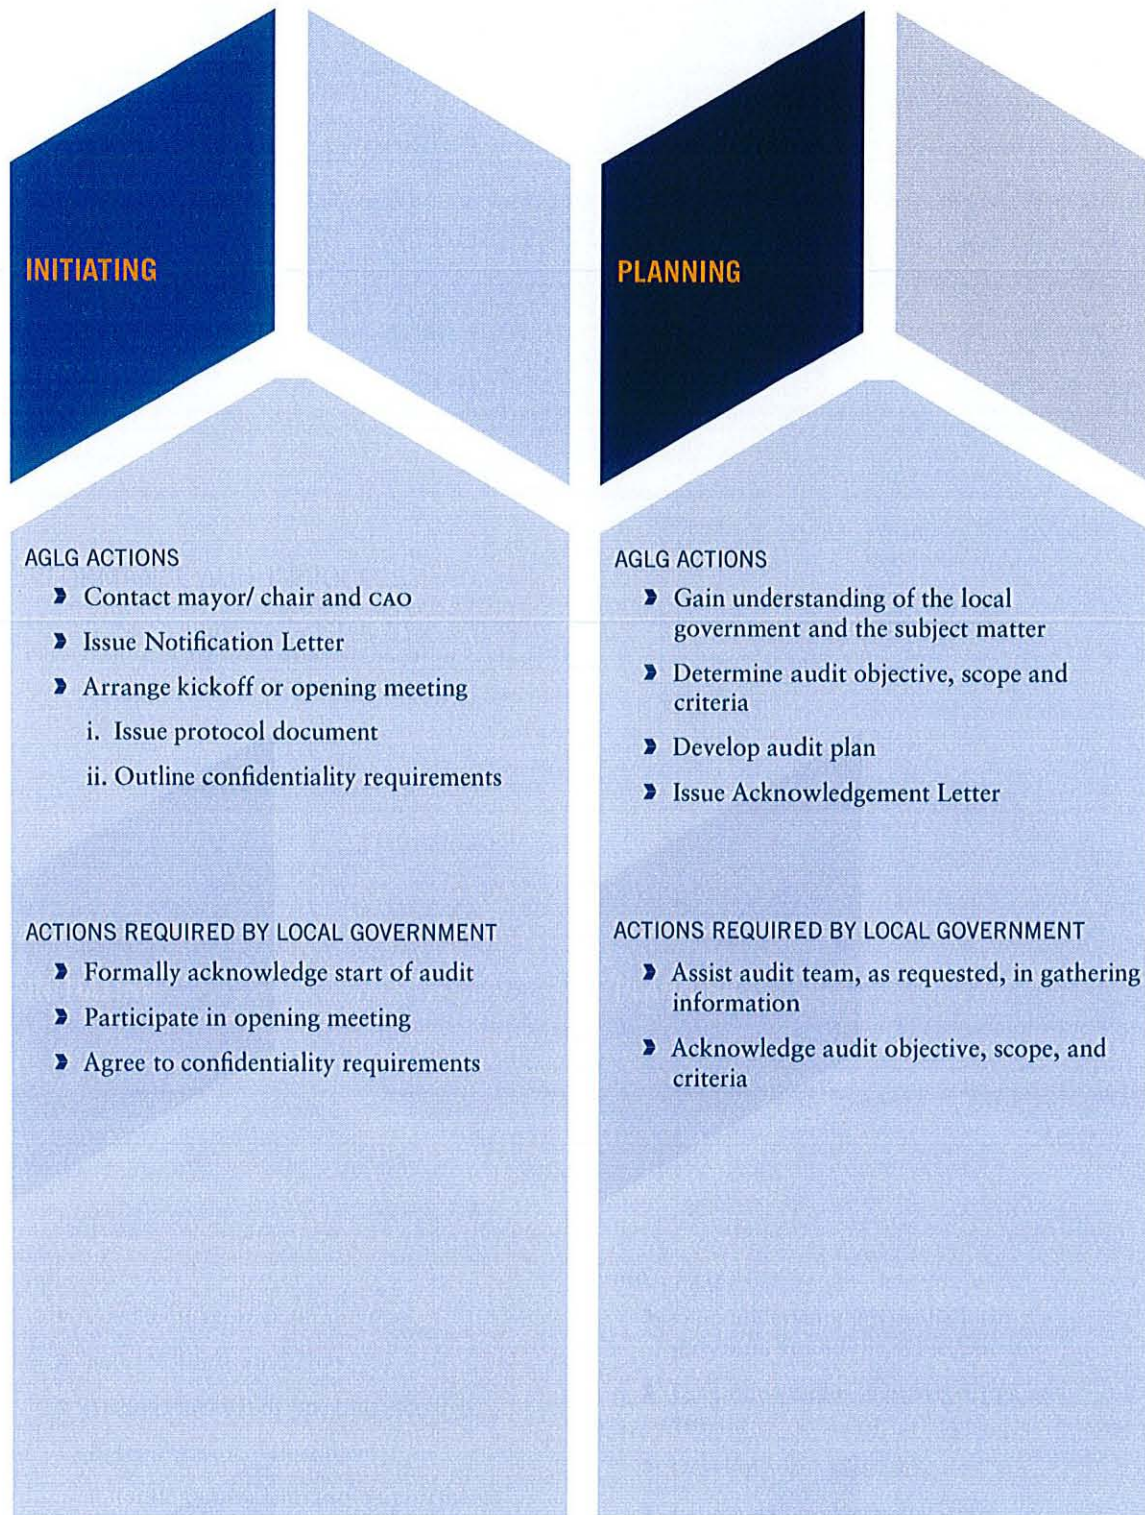 INITIATING
AGLG ACTIONS
Contact mayor/ chair and CAO
Issue Notification Letter
Arrange kickoff or opening meeting
i. Issue protocol document
ii. Outline confidentiality requirements
ACTIONS REQUIRED BY LOCAL GOVERNMENT
Formally acknowledge start of audit
Participate in opening meeting
Agree to confidentiality requirements
PLANNING
AGLG ACTIONS
Gain understanding of the local
government and the subject matter
Determine audit objective, scope and
criteria
Develop audit plan
Issue Acknowledgement Letter
ACTIONS REQUIRED BY LOCAL GOVERNMENT
Assist audit team, as requested, in gathering
information
Acknowledge audit objective, scope, and
criteria